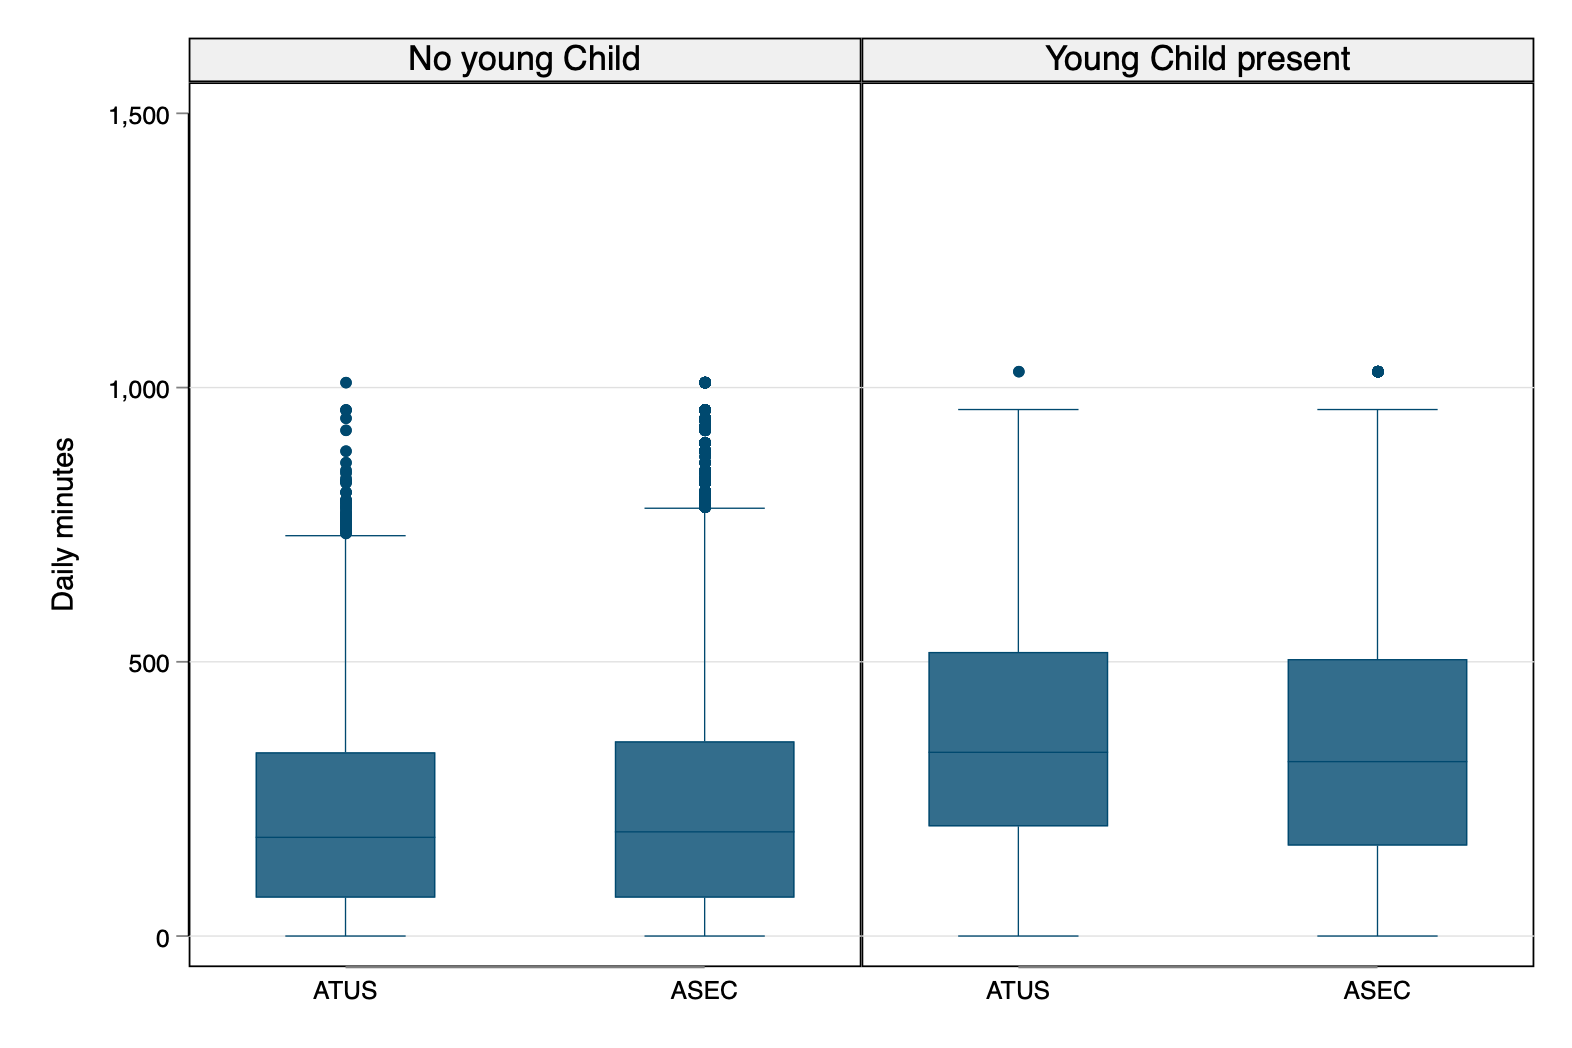 No young Child
Young Child present
1,500
1,000
500
0
Daily minutes
ATUS
ASEC
ATUS
ASEC